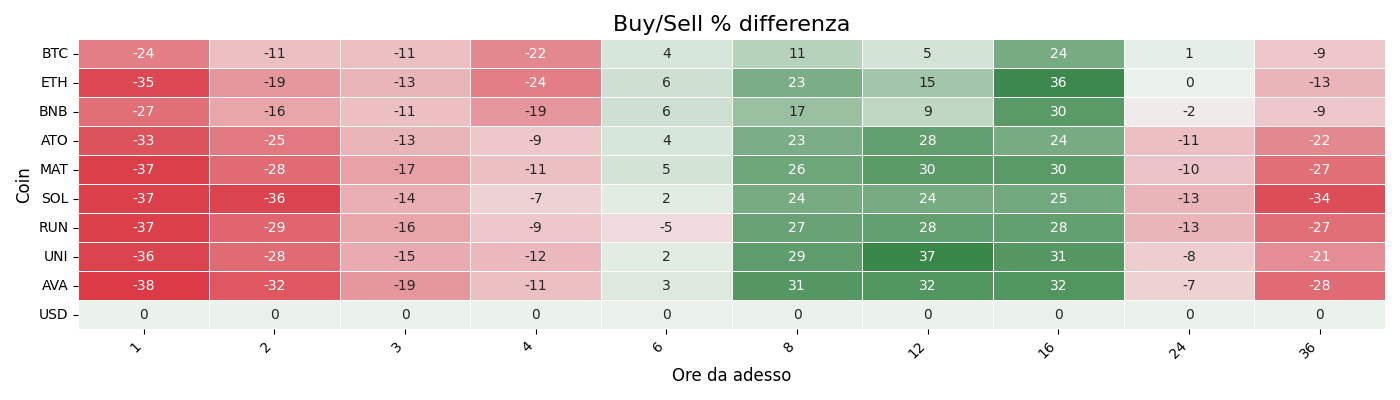 Buy/Sell % differenza
Coin
BTC -24 -11 -11 -22 4 11 5 24 1 -9
ETH -35 -19 -13 -24 6 23 15 36 0 -13
BNB -27 -16 -11 -19 6 17 9 30 -2 -9
ATO -33 -25 -13 -9 4 23 28 24 -11 -22
MAT -37 -28 -17 -11 5 26 30 30 -10 -27
SOL -37 -36 -14 -7 2 24 24 25 -13 -34
RUN -37 -29 -16 -9 -5 27 28 28 -13 -27
UNI -36 -28 -15 -12 2 29 37 31 -8 -21
AVA -38 -32 -19 -11 3 31 32 32 -7 -28
USD 0 0 0 0 0 0 0 0 0 0
1 2 3 4 6 8 12 16 24 36
Ore da adesso